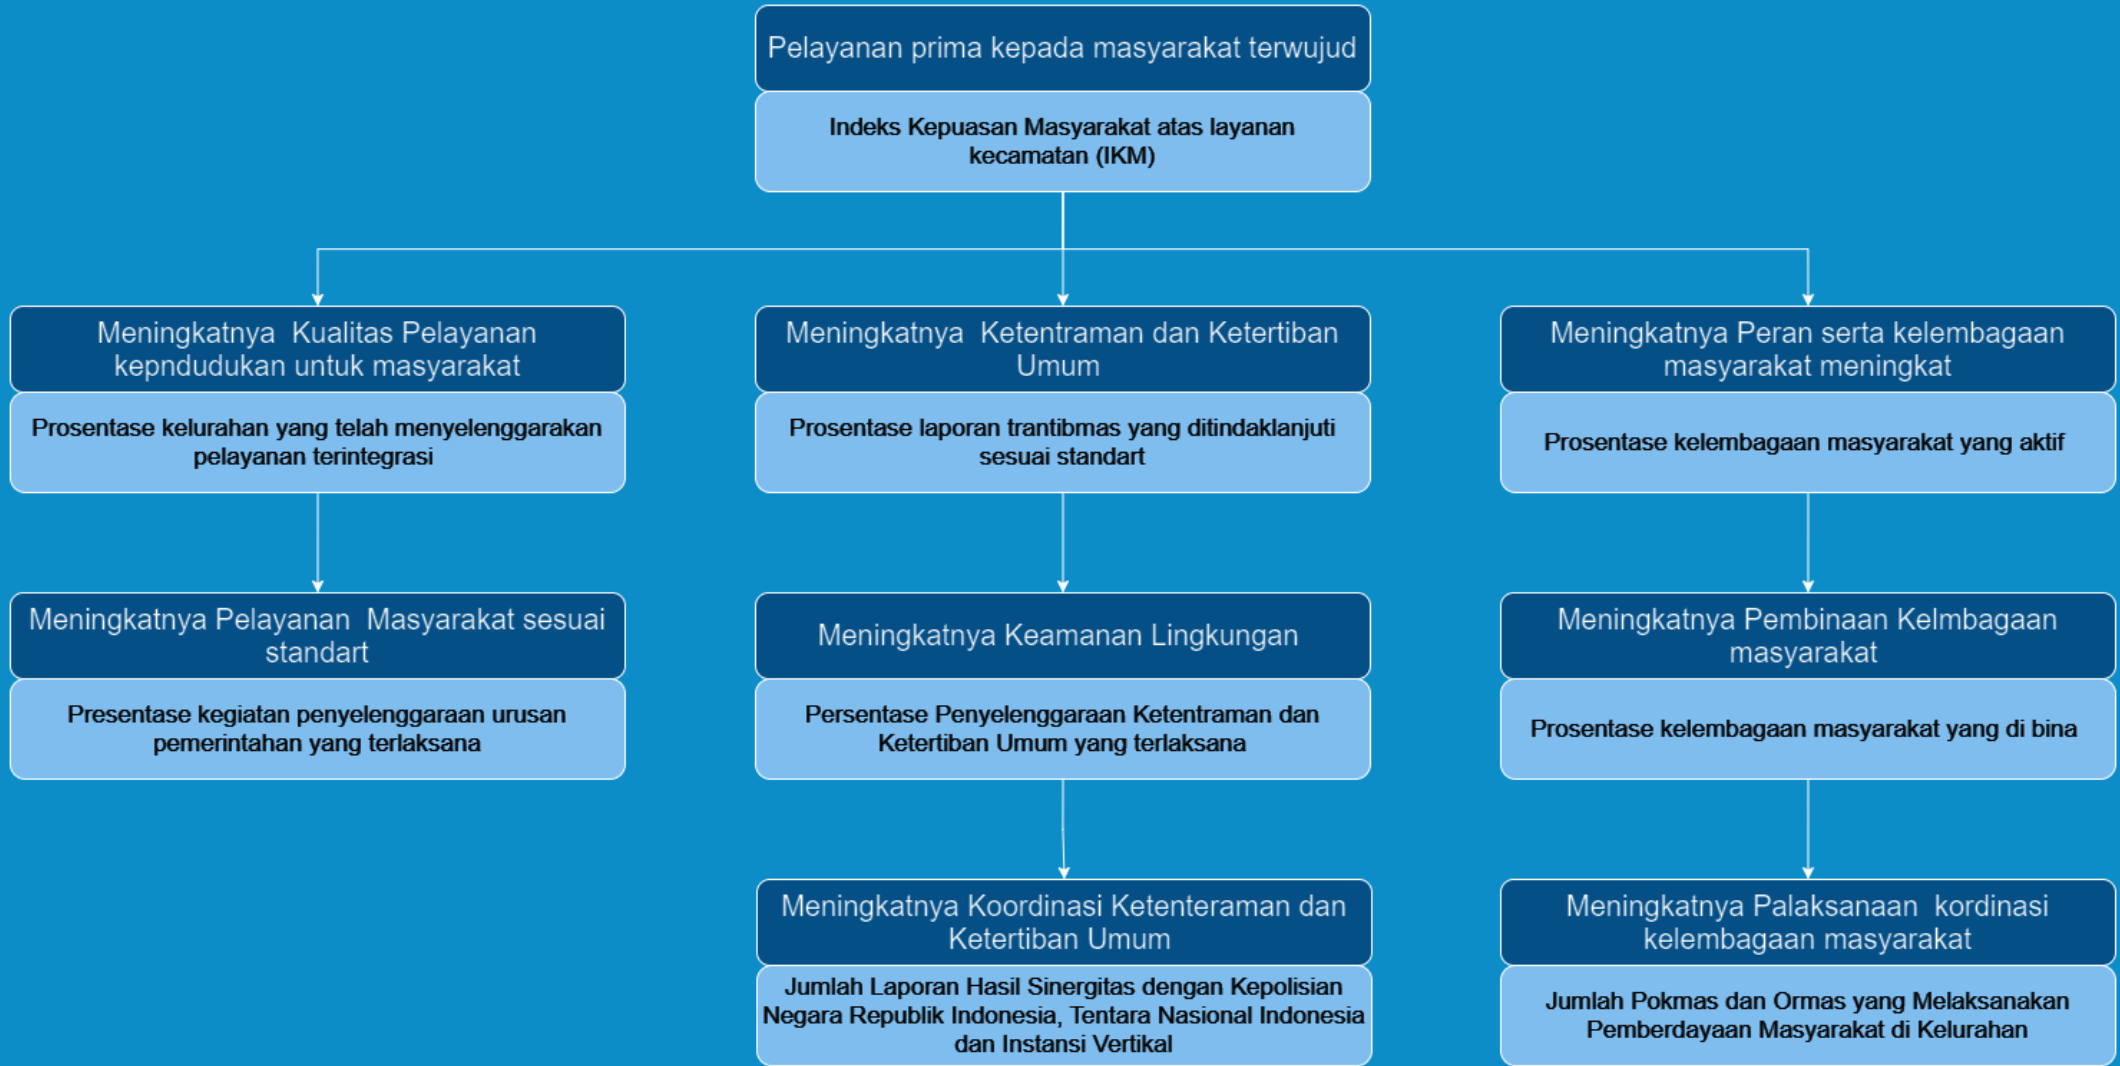 Pelayanan prima kepada masyarakat terwujud
Indeks Kepuasan Masyarakat atas layanan
kecamatan (IKM)
Meningkatnya Kualitas Pelayanan
kepndudukan untuk masyarakat
Prosentase kelurahan yang telah menyelenggarakan
pelayanan terintegrasi
Meningkatnya Ketentraman dan Ketertiban
Umum
Prosentase laporan trantibmas yang ditindaklanjuti
sesuai standart
Meningkatnya Peran serta kelembagaan
masyarakat meningkat
Prosentase kelembagaan masyarakat yang aktif
Meningkatnya Pelayanan Masyarakat sesuai
standart
Presentase kegiatan penyelenggaraan urusan
pemerintahan yang terlaksana
Meningkatnya Keamanan Lingkungan
Persentase Penyelenggaraan Ketentraman dan
Ketertiban Umum yang terlaksana
Meningkatnya Pembinaan Kelmbagaan
masyarakat
Prosentase kelembagaan masyarakat yang di bina
Meningkatnya Koordinasi Ketenteraman dan
Ketertiban Umum
Jumlah Laporan Hasil Sinergitas dengan Kepolisian
Negara Republik Indonesia, Tentara Nasional Indonesia
dan Instansi Vertikal
Meningkatnya Palaksanaan kordinasi
kelembagaan masyarakat
Jumlah Pokmas dan Ormas yang Melaksanakan
Pemberdayaan Masyarakat di Kelurahan